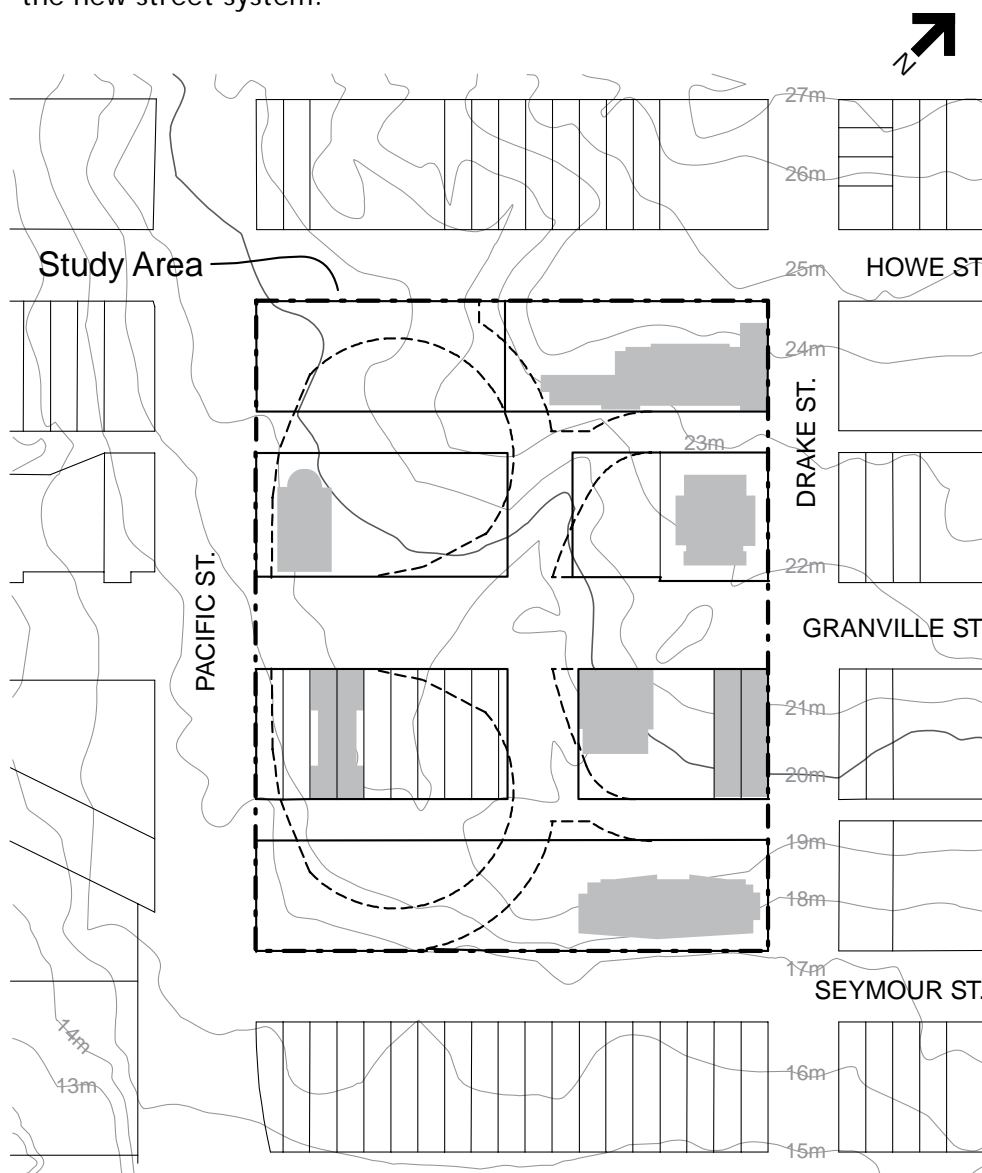 the new street system.
N
27m
26m
Study Area
25m
HOWE ST.
24m
DRAKE ST.
23m
22m
PACIFIC ST.
GRANVILLE ST.
21m
20m
19m
18m
17m
SEYMOUR ST.
14m
13m
16m
15m